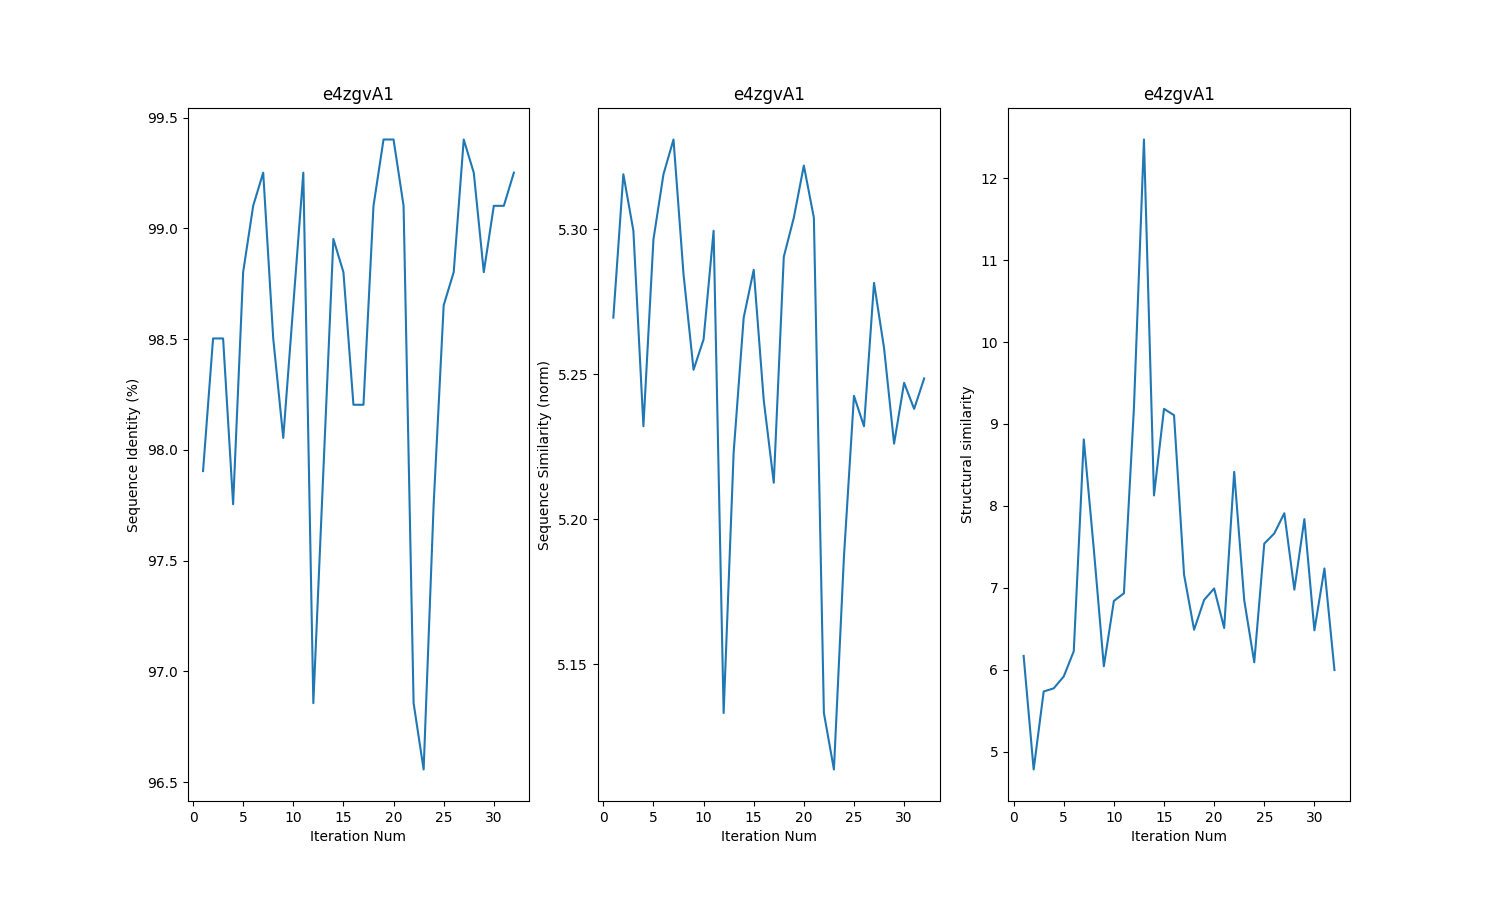 e4zgvA1
99.5
99.0
98.5
98.0
97.5
97.0
96.5
Sequence Identity (%)
0 5 10 15 20 25 30
Iteration Num
e4zgvA1
5.30
5.25
5.20
5.15
Sequence Similarity (norm)
0 5 10 15 20 25 30
Iteration Num
e4zgvA1
12
11
10
9
8
7
6
5
Structural similarity
0 5 10 15 20 25 30
Iteration Num